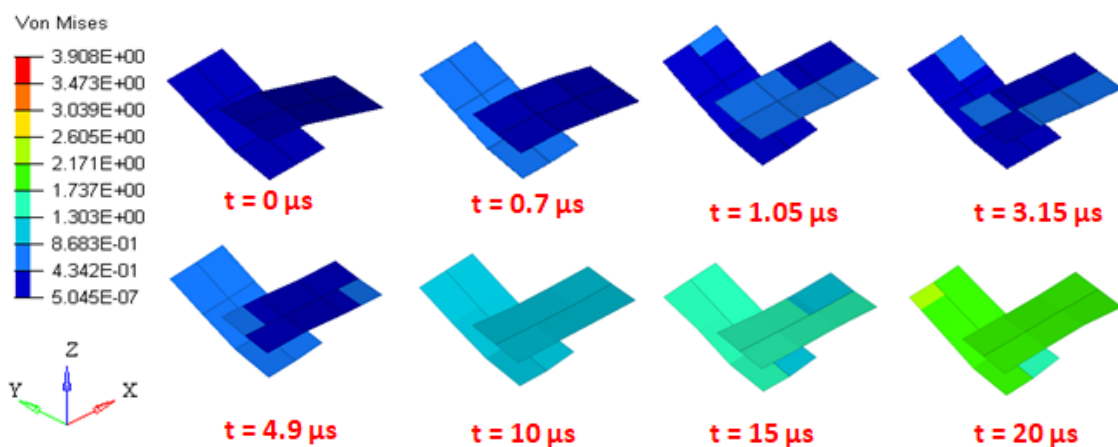 Von Mises
3.908E+00
3.473E+00
3.039E+00
2.605E+00
2.171E+00
1.737E+00
1.303E+00
8.683E-01
4.342E-01
5.045E-07
t = 0 µs
t = 0.7 µs
t = 1.05 µs
t = 3.15 µs
Z
Y
X
t = 4.9 µs
t = 10 µs
t = 15 µs
t = 20 µs